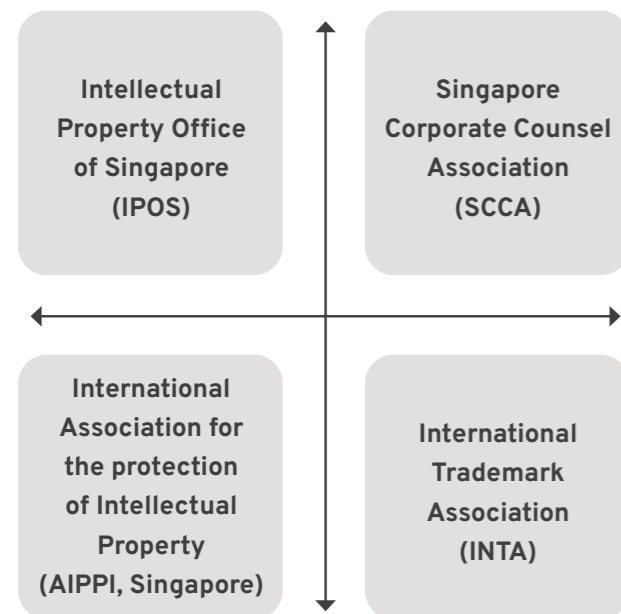 Intellectual
Property Office
of Singapore
(IPOS)
Singapore
Corporate Counsel
Association
(SCCA)
International
Association for
the protection
of Intellectual
Property
(AIPPI, Singapore)
International
Trademark
Association
(INTA)